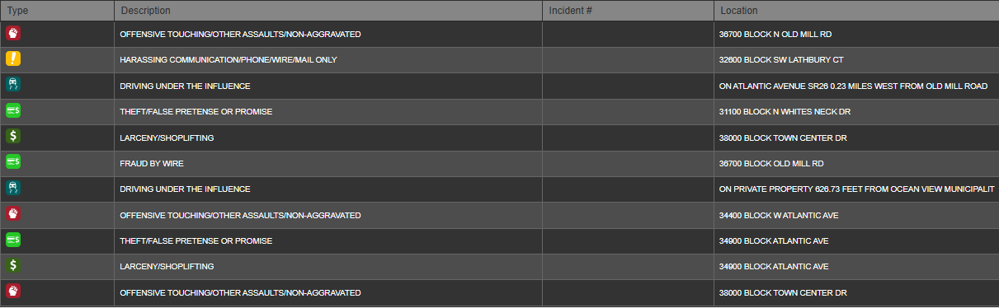 Type Description Incident # Location
OFFENSIVE TOUCHING/OTHER ASSAULTS/NON-AGGRAVATED 36700 BLOCK N OLD MILL RD
! HARASSING COMMUNICATION/PHONE/WIRE/MAIL ONLY 32600 BLOCK SW LATHBURY CT
DRIVING UNDER THE INFLUENCE ON ATLANTIC AVENUE SR26 0.23 MILES WEST FROM OLD MILL ROAD
$ THEFT/FALSE PRETENSE OR PROMISE 31100 BLOCK N WHITES NECK DR
$ LARCENY/SHOPLIFTING 38000 BLOCK TOWN CENTER DR
$ FRAUD BY WIRE 36700 BLOCK OLD MILL RD
DRIVING UNDER THE INFLUENCE ON PRIVATE PROPERTY 626.73 FEET FROM OCEAN VIEW MUNICIPALIT
OFFENSIVE TOUCHING/OTHER ASSAULTS/NON-AGGRAVATED 34400 BLOCK W ATLANTIC AVE
$ THEFT/FALSE PRETENSE OR PROMISE 34900 BLOCK ATLANTIC AVE
$ LARCENY/SHOPLIFTING 34900 BLOCK ATLANTIC AVE
OFFENSIVE TOUCHING/OTHER ASSAULTS/NON-AGGRAVATED 38000 BLOCK TOWN CENTER DR